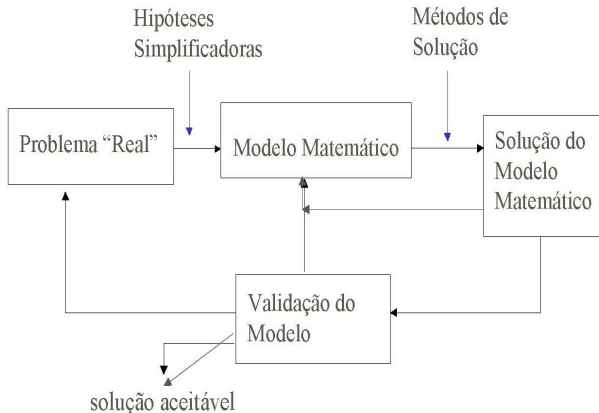 Hipóteses
Simplificadoras
Métodos de
Solução
Problema “Real”
Modelo Matemático
Solução do
Modelo
Matemático
Validação do
Modelo
solução aceitável